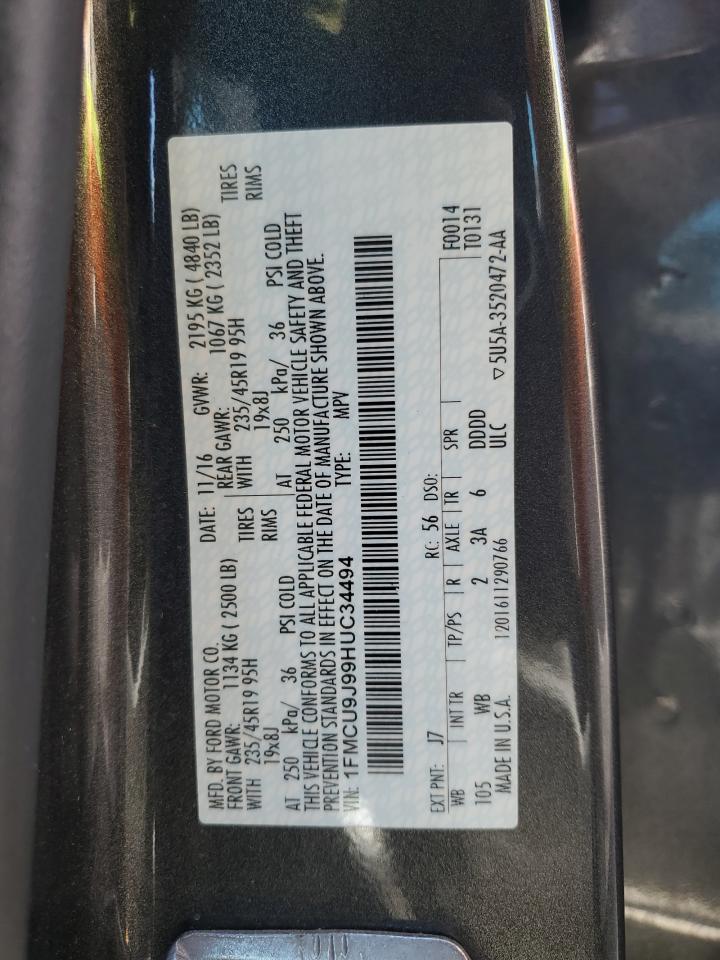 MFD. BY FORD MOTOR CO.
DATE: 11/16 GVWR: 2195 KG ( 4840 LB)
FRONT GAWR: 1134 KG ( 2500 LB)
REAR GAWR: 1067 KG ( 2352 LB)
WITH 235/45R19 95H TIRES
WITH 235/45R19 95H TIRES
19x8J RIMS
19x8J RIMS
AT 250 kPa/ 36 PSI COLD
AT 250 kPa/ 36 PSI COLD
THIS VEHICLE CONFORMS TO ALL APPLICABLE FEDERAL MOTOR VEHICLE SAFETY AND THEFT
PREVENTION STANDARDS IN EFFECT ON THE DATE OF MANUFACTURE SHOWN ABOVE.
VIN: 1FMCU9J99HUC34494 TYPE: MPV
EXT PNT: J7 RC: 56 DSO: F0014
WB INT TR TP/PS R AXLE TR SPR T0131
105 WB 2 3A 6 DDDD
MADE IN U.S.A. 1201611290766 ULC ▽5U5A-3520472-AA